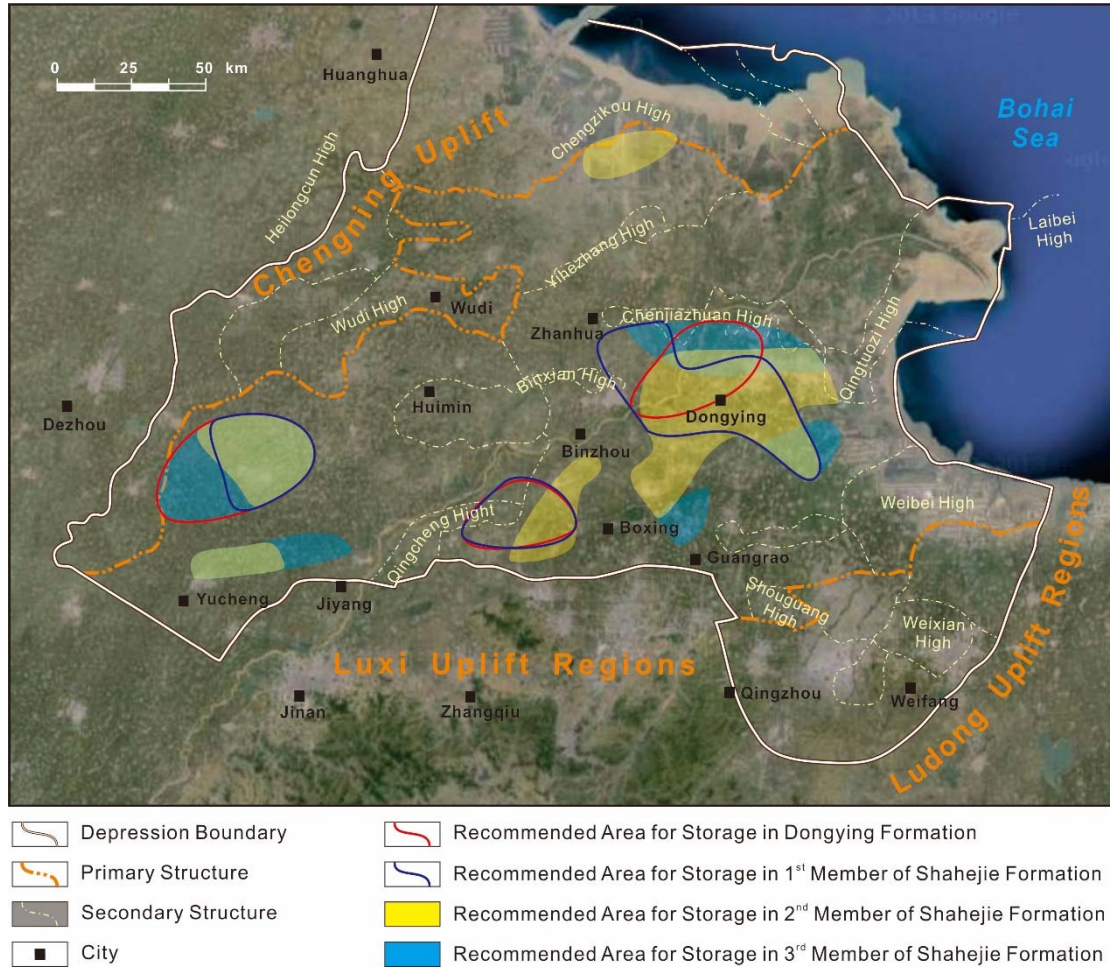 © 2013 Google
0 25 50 km
Huanghua
Bohai
Sea
Chengzikou High
Heilongcun High
Chengning Uplift
Laibei
High
Yihezhang High
Wudi High
Wudi
Zhanhua
Chenjiazhuan High
Qingtuozi High
Binxian High
Huimin
Dezhou
Dongying
Binzhou
Weibei High
Qingcheng Hight
Boxing
Guangrao
Yucheng
Jiyang
Shouguang
High
Weixian
High
Luxi Uplift Regions
Ludong Uplift Regions
Qingzhou
Weifang
Jinan
Zhangqiu
Depression Boundary
Primary Structure
Secondary Structure
City
Recommended Area for Storage in Dongying Formation
Recommended Area for Storage in 1st Member of Shahejie Formation
Recommended Area for Storage in 2nd Member of Shahejie Formation
Recommended Area for Storage in 3rd Member of Shahejie Formation